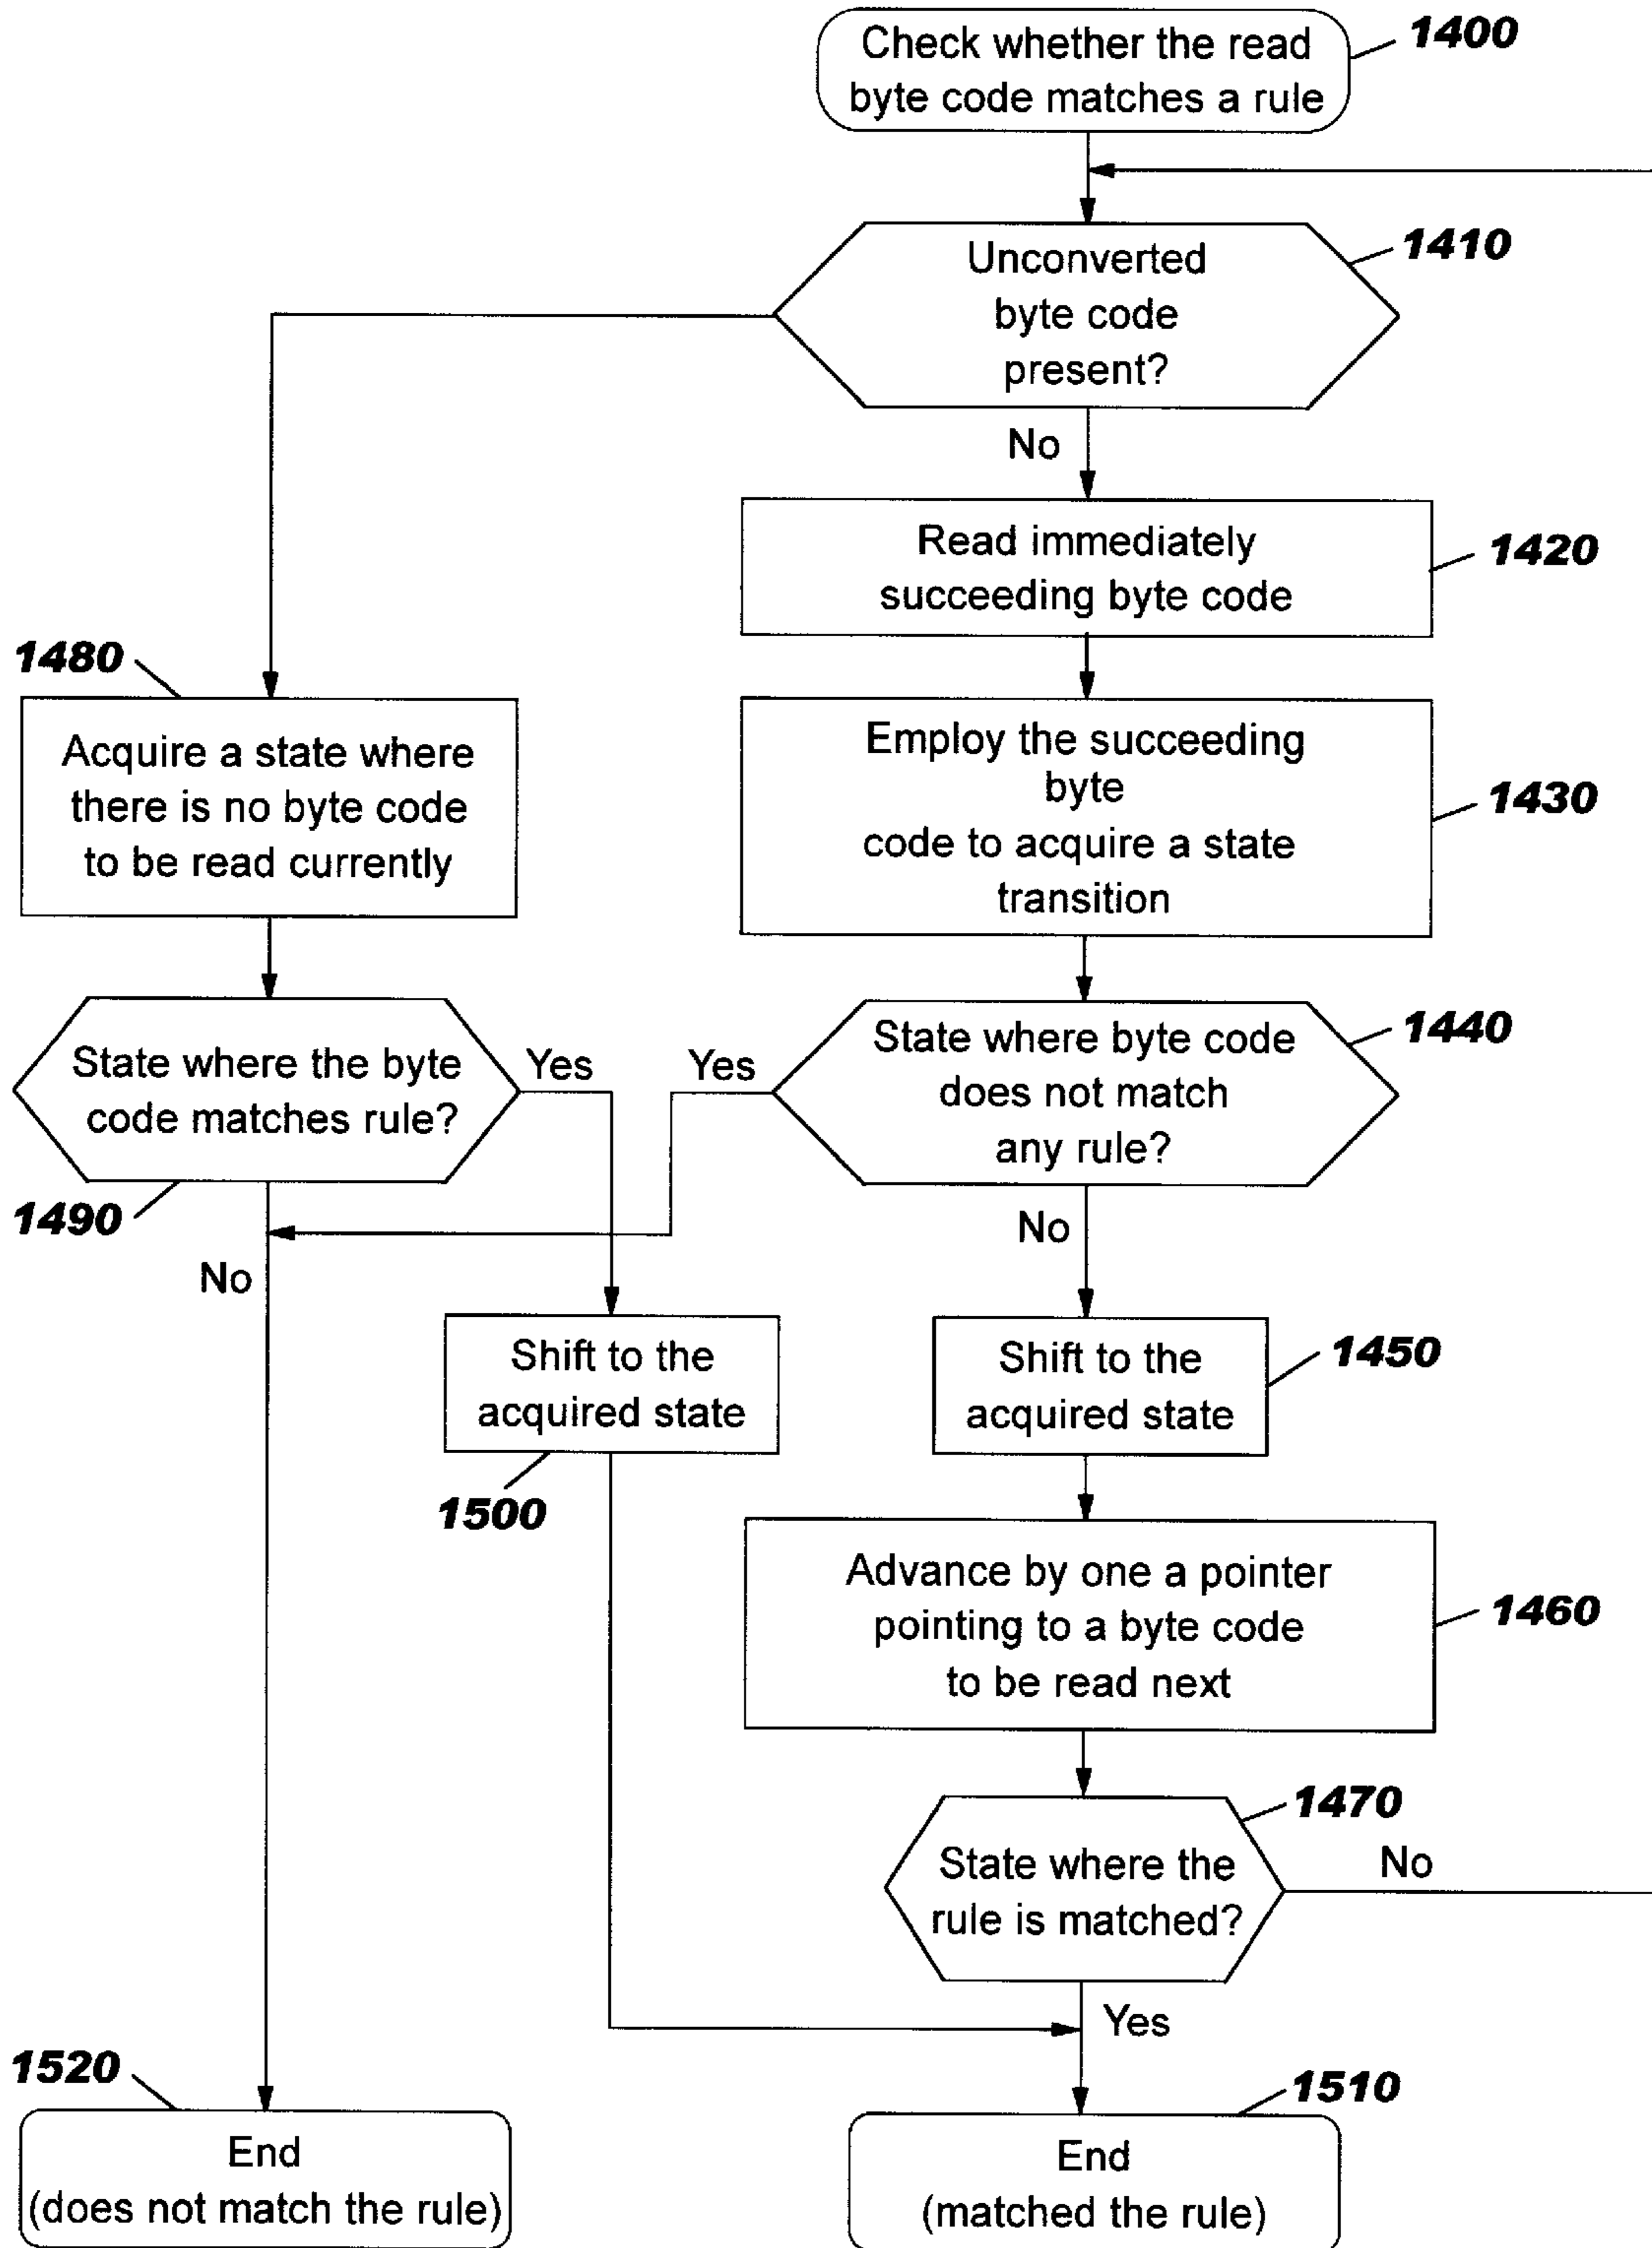 Check whether the read
byte code matches a rule
1400
Unconverted
byte code
present?
1410
No
Read immediately
succeeding byte code
1420
1480
Acquire a state where
there is no byte code
to be read currently
Employ the succeeding
byte
code to acquire a state
transition
1430
State where the byte
code matches rule?
Yes
1490
No
Yes
State where byte code
does not match
any rule?
1440
No
Shift to the
acquired state
1500
Shift to the
acquired state
1450
Advance by one a pointer
pointing to a byte code
to be read next
1460
State where the
rule is matched?
1470
No
Yes
1520
End
(does not match the rule)
1510
End
(matched the rule)